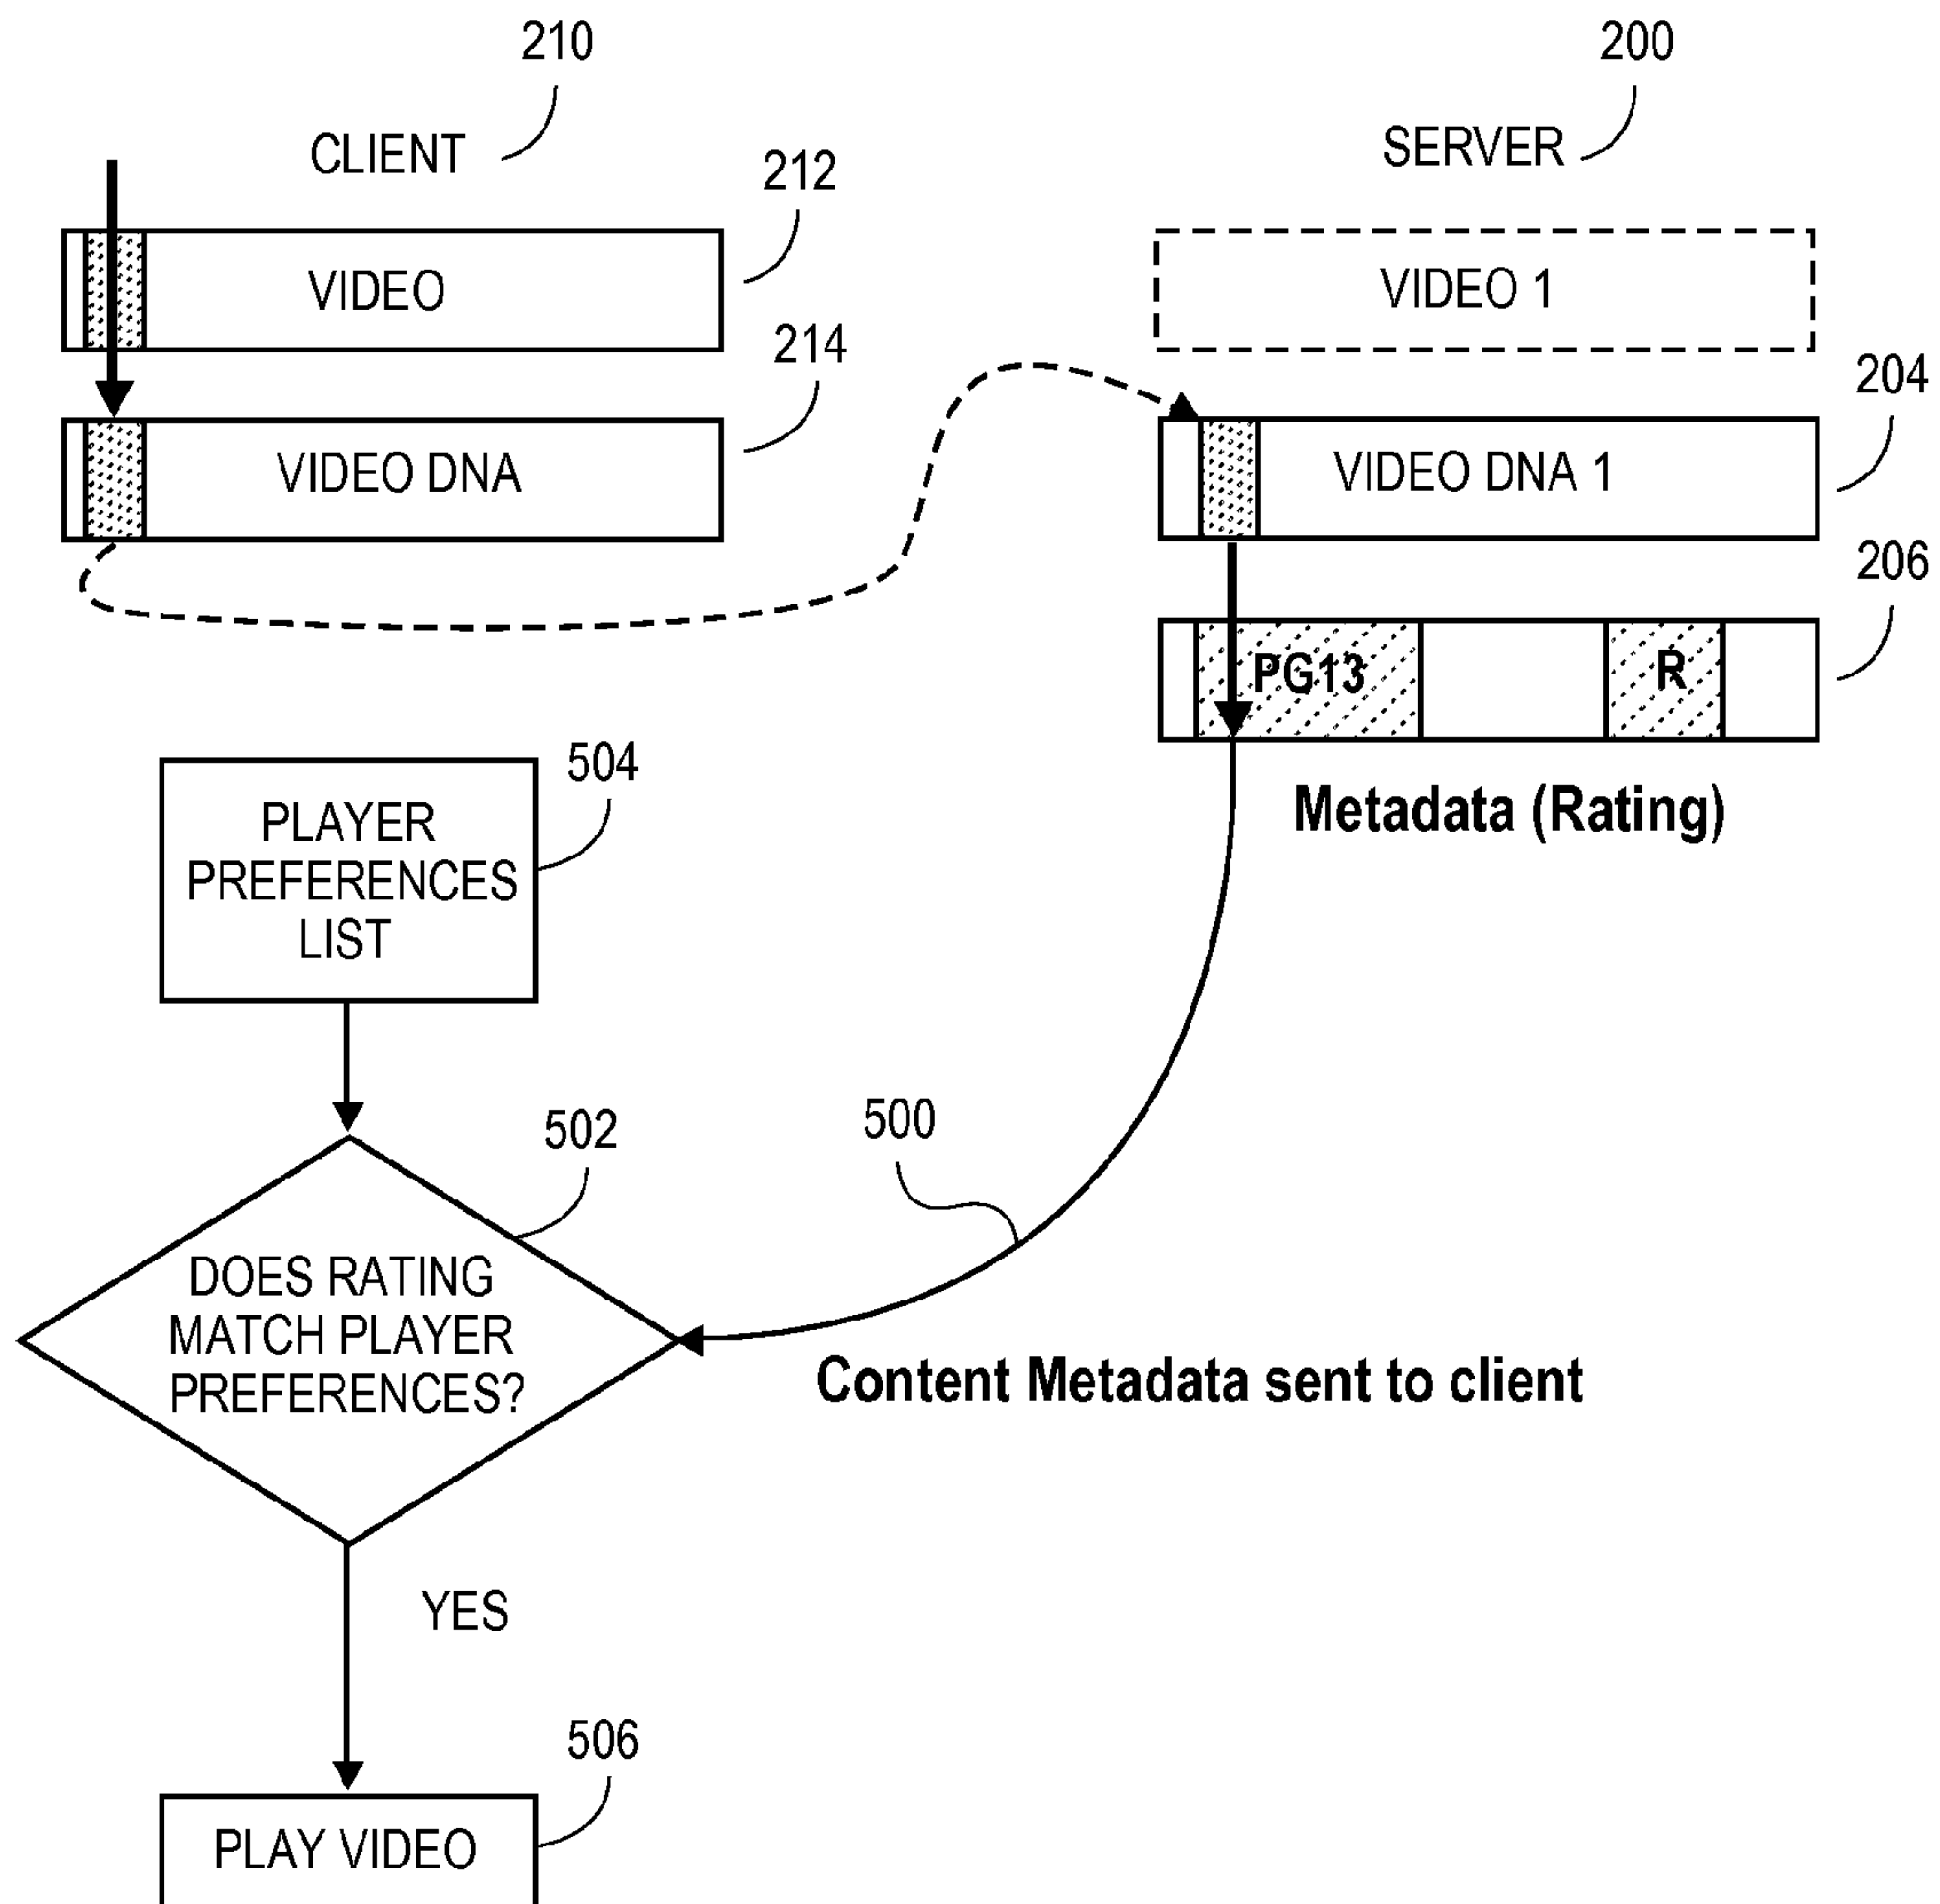 210
200
CLIENT
SERVER
212
VIDEO
VIDEO 1
214
204
VIDEO DNA
VIDEO DNA 1
206
PG13
R
Metadata (Rating)
504
PLAYER
PREFERENCES
LIST
502
500
DOES RATING
MATCH PLAYER
PREFERENCES?
Content Metadata sent to client
YES
506
PLAY VIDEO